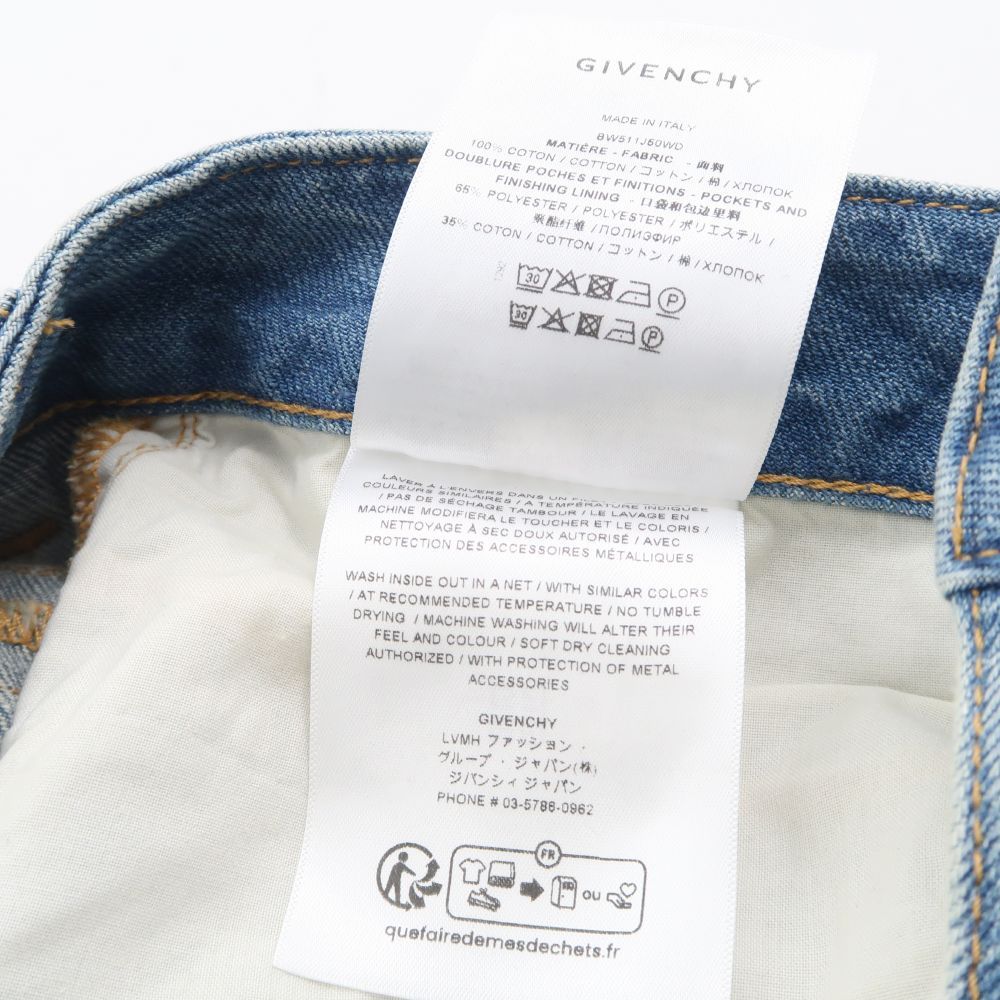 GIVENCHY
MADE IN ITALY
BW511J50WD
MATIÈRE - FABRIC - 面料
100% COTON / COTTON / コットン / 棉 / ХЛОПОК
DOUBLURE POCHES ET FINITIONS - POCKETS AND
FINISHING LINING - 口袋和包边里料
65% POLYESTER / POLYESTER / ポリエステル /
聚酯纤维 / ПОЛИЭФИР
35% COTON / COTTON / コットン / 棉 / ХЛОПОК
30 P
30 P
LAVER A L'ENVERS DANS UN
COULEURS SIMILAIRES / A TEMPÉRATURE INDIQUÉE
/ PAS DE SÉCHAGE TAMBOUR / LE LAVAGE EN
MACHINE MODIFIERA LE TOUCHER ET LE COLORIS /
NETTOYAGE À SEC DOUX AUTORISÉ / AVEC
PROTECTION DES ACCESSOIRES MÉTALLIQUES
WASH INSIDE OUT IN A NET / WITH SIMILAR COLORS
/ AT RECOMMENDED TEMPERATURE / NO TUMBLE
DRYING / MACHINE WASHING WILL ALTER THEIR
FEEL AND COLOUR / SOFT DRY CLEANING
AUTHORIZED / WITH PROTECTION OF METAL
ACCESSORIES
GIVENCHY
LVMH ファッション・
グループ・ジャパン(株)
ジバンシィ ジャパン
PHONE # 03-5786-0962
FR
OU
quefairedemesdechets.fr